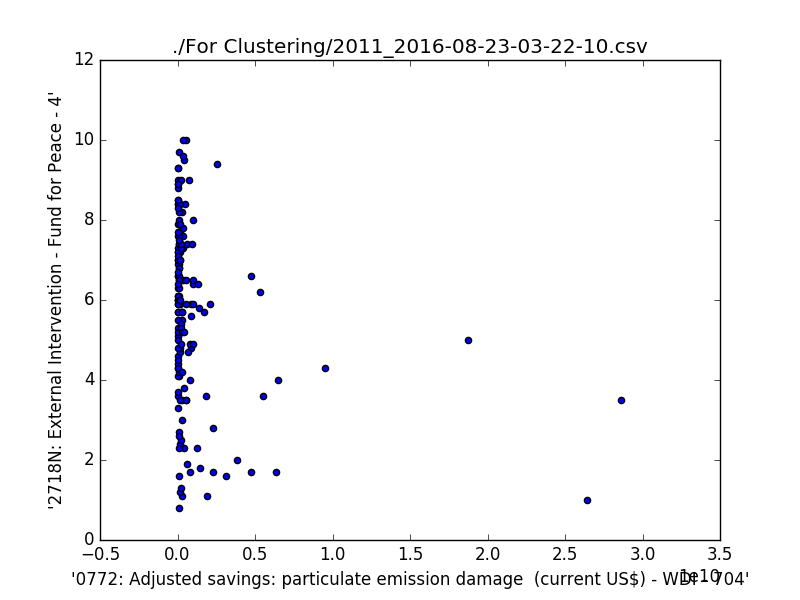 ./For Clustering/2011_2016-08-23-03-22-10.csv
12
10
8
6
4
2
0
'2718N: External Intervention - Fund for Peace - 4'
−0.5 0.0 0.5 1.0 1.5 2.0 2.5 3.0 3.5
1e10
'0772: Adjusted savings: particulate emission damage  (current US$) - WDI - 704'